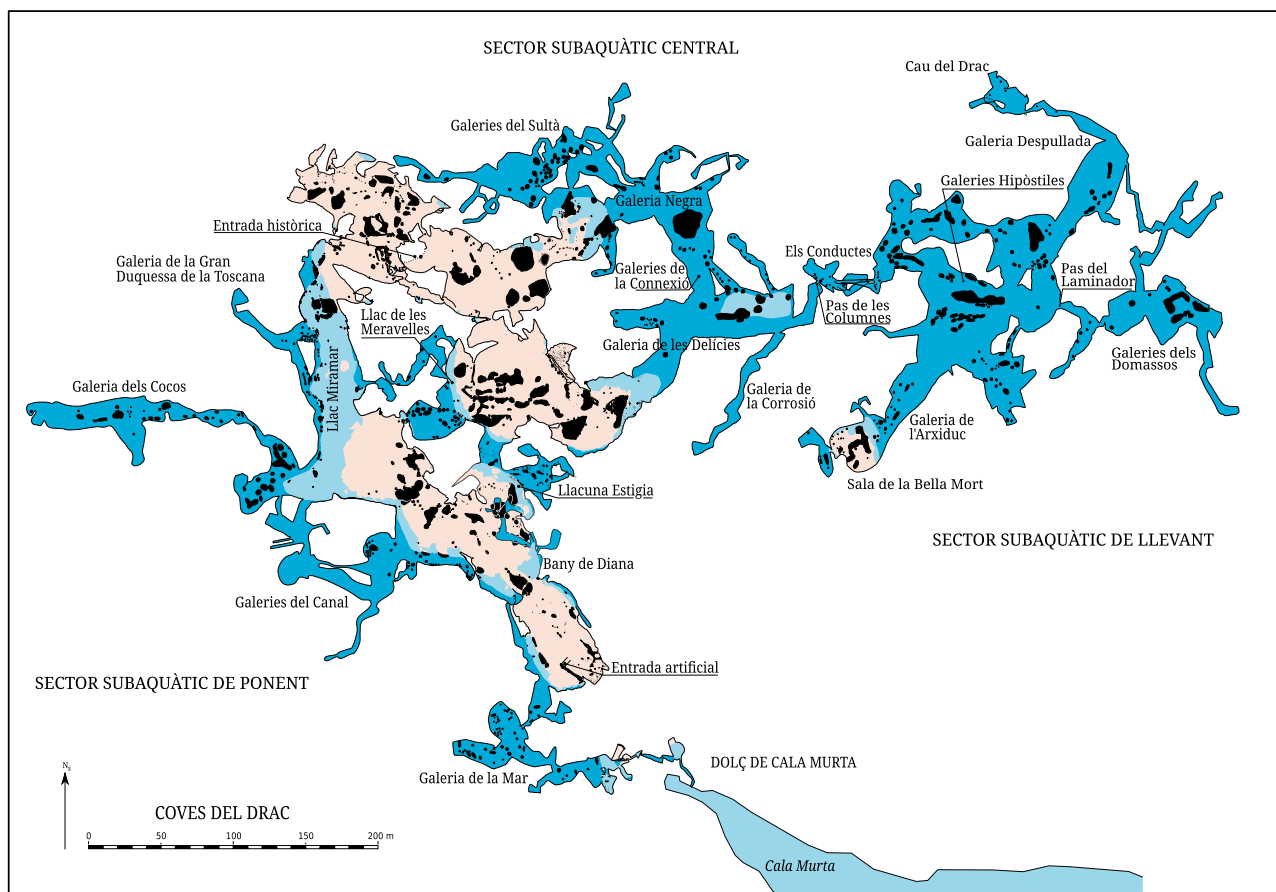 SECTOR SUBAQUÀTIC CENTRAL
Cau del Drac
Galeries del Sultà
Galeria Despullada
Galeries Hipòstiles
Galeria Negra
Entrada històrica
Els Conductes
Galeria de la Gran
Duquessa de la Toscana
Galeries de
la Connexió
Pas del
Laminador
Pas de les
Columnes
Llac de les
Meravelles
Galeria de les Delícies
Galeries dels
Domassos
Llac Miramar
Galeria dels Cocos
Galeria de
la Corrosió
Galeria de
l'Arxiduc
Sala de la Bella Mort
Llacuna Estigia
SECTOR SUBAQUÀTIC DE LLEVANT
Bany de Diana
Galeries del Canal
Entrada artificial
SECTOR SUBAQUÀTIC DE PONENT
DOLÇ DE CALA MURTA
Galeria de la Mar
Ng
COVES DEL DRAC
0 50 100 150 200 m
Cala Murta